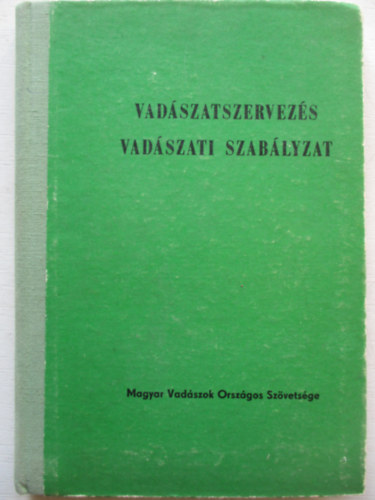 VADÁSZATSZERVEZÉS
VADÁSZATI SZABÁLYZAT
Magyar Vadászok Országos Szövetsége